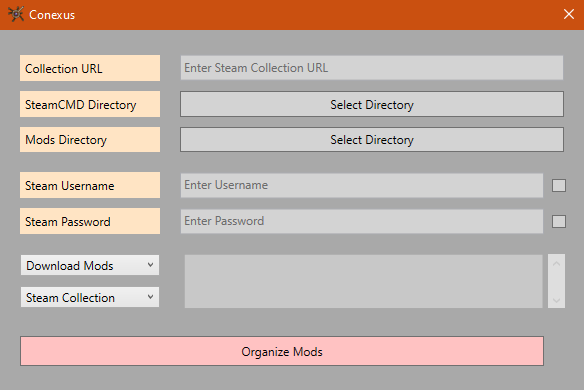 Conexus
Collection URL
Enter Steam Collection URL
SteamCMD Directory
Select Directory
Mods Directory
Select Directory
Steam Username
Enter Username
Steam Password
Enter Password
Download Mods
Steam Collection
Organize Mods